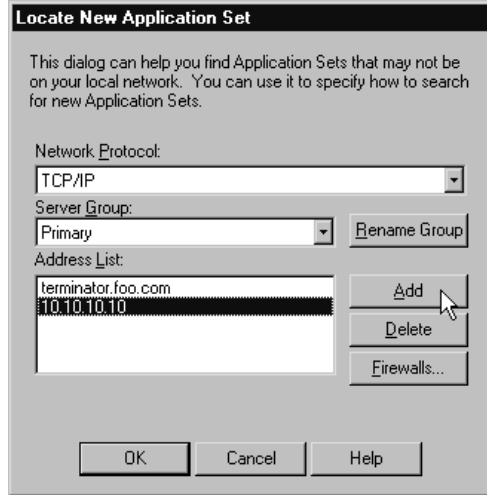 Locate New Application Set
This dialog can help you find Application Sets that may not be
on your local network. You can use it to specify how to search
for new Application Sets.
Network Protocol:
TCP/IP
Server Group:
Primary
Rename Group
Address List:
terminator.foo.com
10.10.10.10
Add
Delete
Firewalls...
OK
Cancel
Help